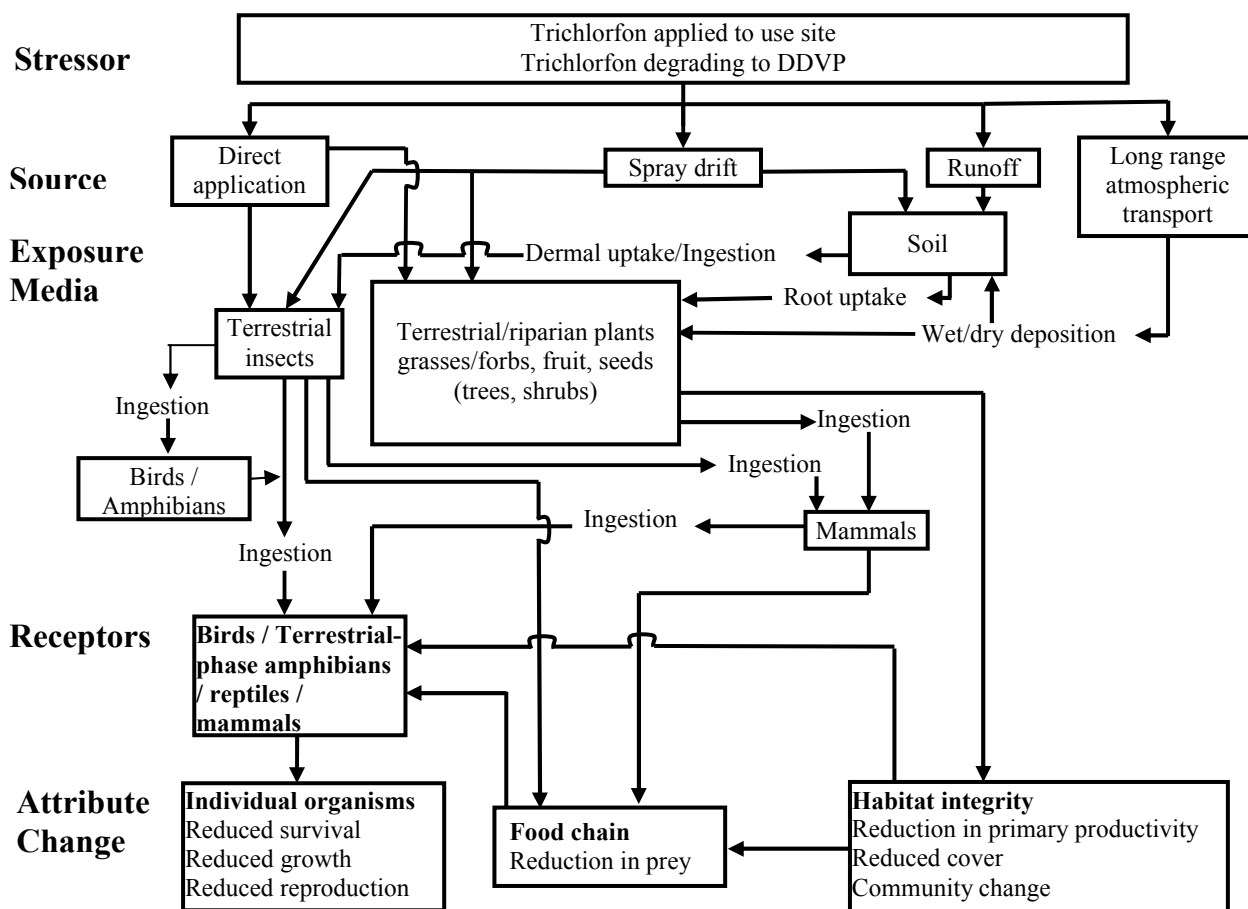 Stressor
Trichlorfon applied to use site
Trichlorfon degrading to DDVP
Source
Direct
application
Spray drift
Runoff
Long range
atmospheric
transport
Exposure
Media
Dermal uptake/Ingestion
Soil
Root uptake
Wet/dry deposition
Terrestrial
insects
Terrestrial/riparian plants
grasses/forbs, fruit, seeds
(trees, shrubs)
Ingestion
Ingestion
Ingestion
Birds /
Amphibians
Ingestion
Mammals
Ingestion
Receptors
Birds / Terrestrial-
phase amphibians
/ reptiles /
mammals
Attribute
Change
Individual organisms
Reduced survival
Reduced growth
Reduced reproduction
Food chain
Reduction in prey
Habitat integrity
Reduction in primary productivity
Reduced cover
Community change